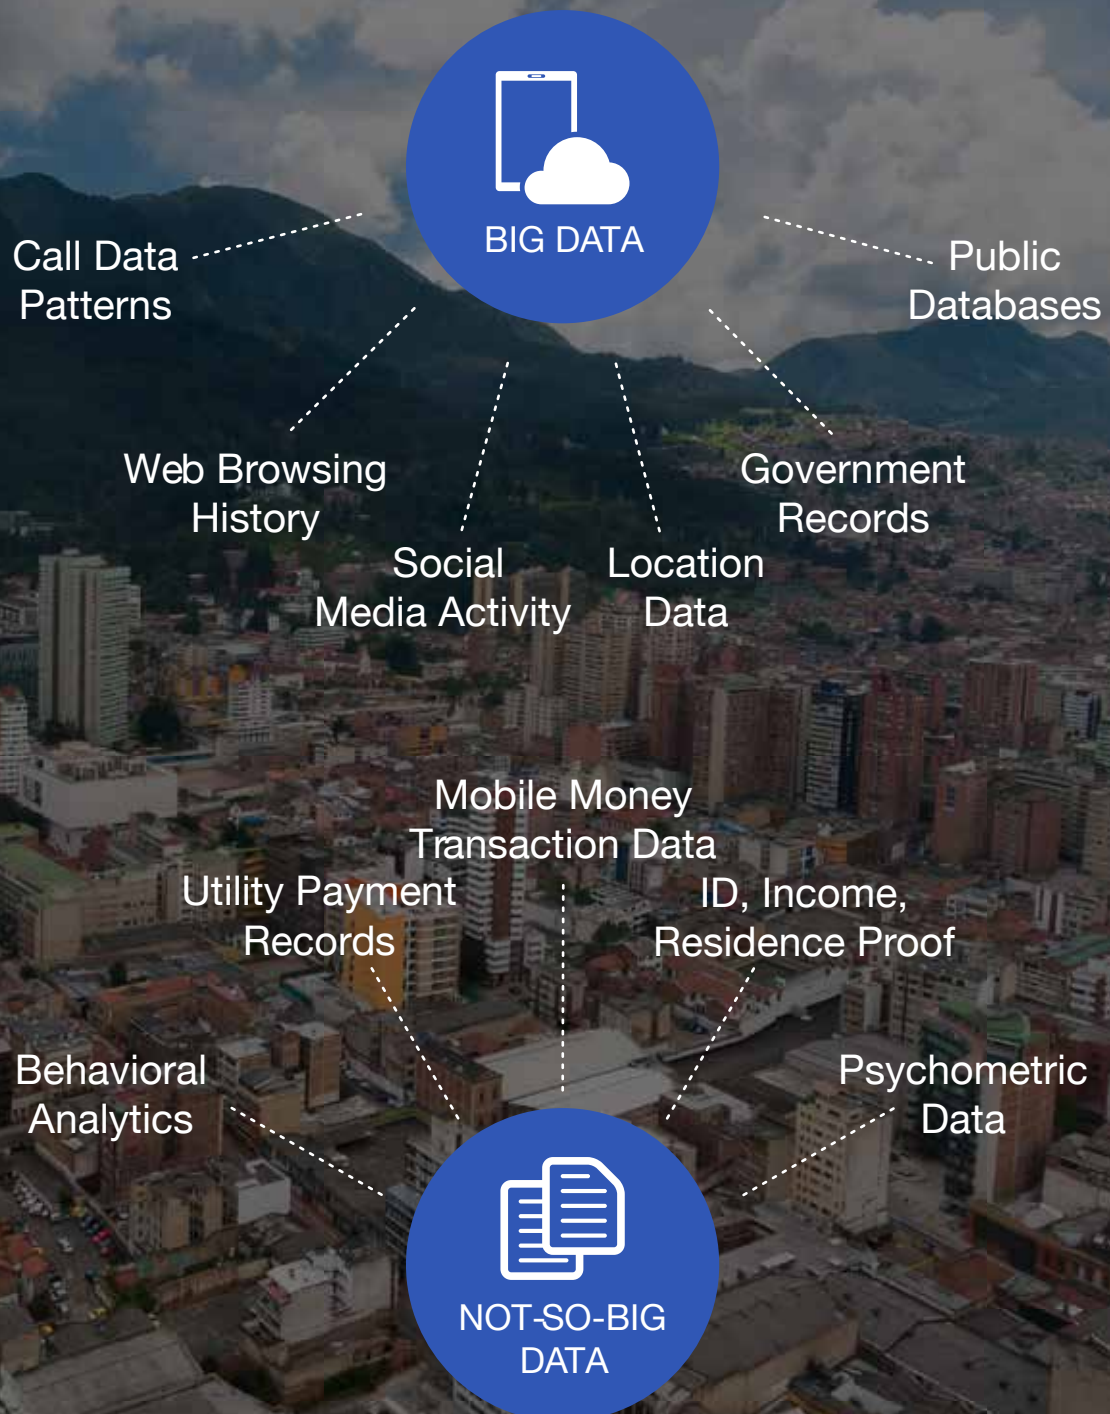 BIG DATA
Call Data
Patterns
Public
Databases
Web Browsing
History
Government
Records
Social
Media Activity
Location
Data
Mobile Money
Transaction Data
Utility Payment
Records
ID, Income,
Residence Proof
Behavioral
Analytics
Psychometric
Data
NOT-SO-BIG
DATA